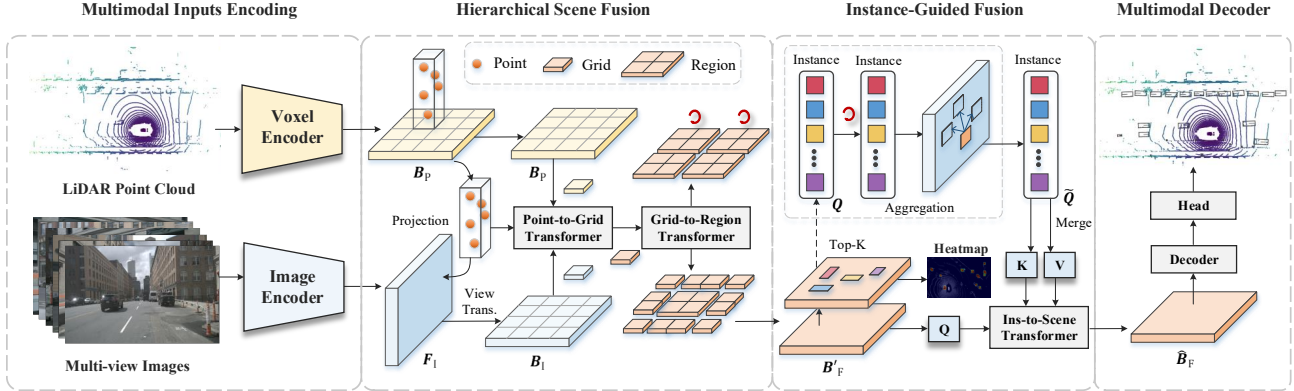 Multimodal Inputs Encoding
Hierarchical Scene Fusion
Instance-Guided Fusion
Multimodal Decoder
LiDAR Point Cloud
Voxel
Encoder
Multi-view Images
Image
Encoder
Point
Grid
Region
B_P
B_P
Projection
Point-to-Grid
Transformer
Grid-to-Region
Transformer
View
Trans.
F_I
B_I
Instance
Instance
Instance
Q
Aggregation
Q̃
Merge
Top-K
Heatmap
K
V
Q
Ins-to-Scene
Transformer
B′_F
Head
Decoder
B̂_F